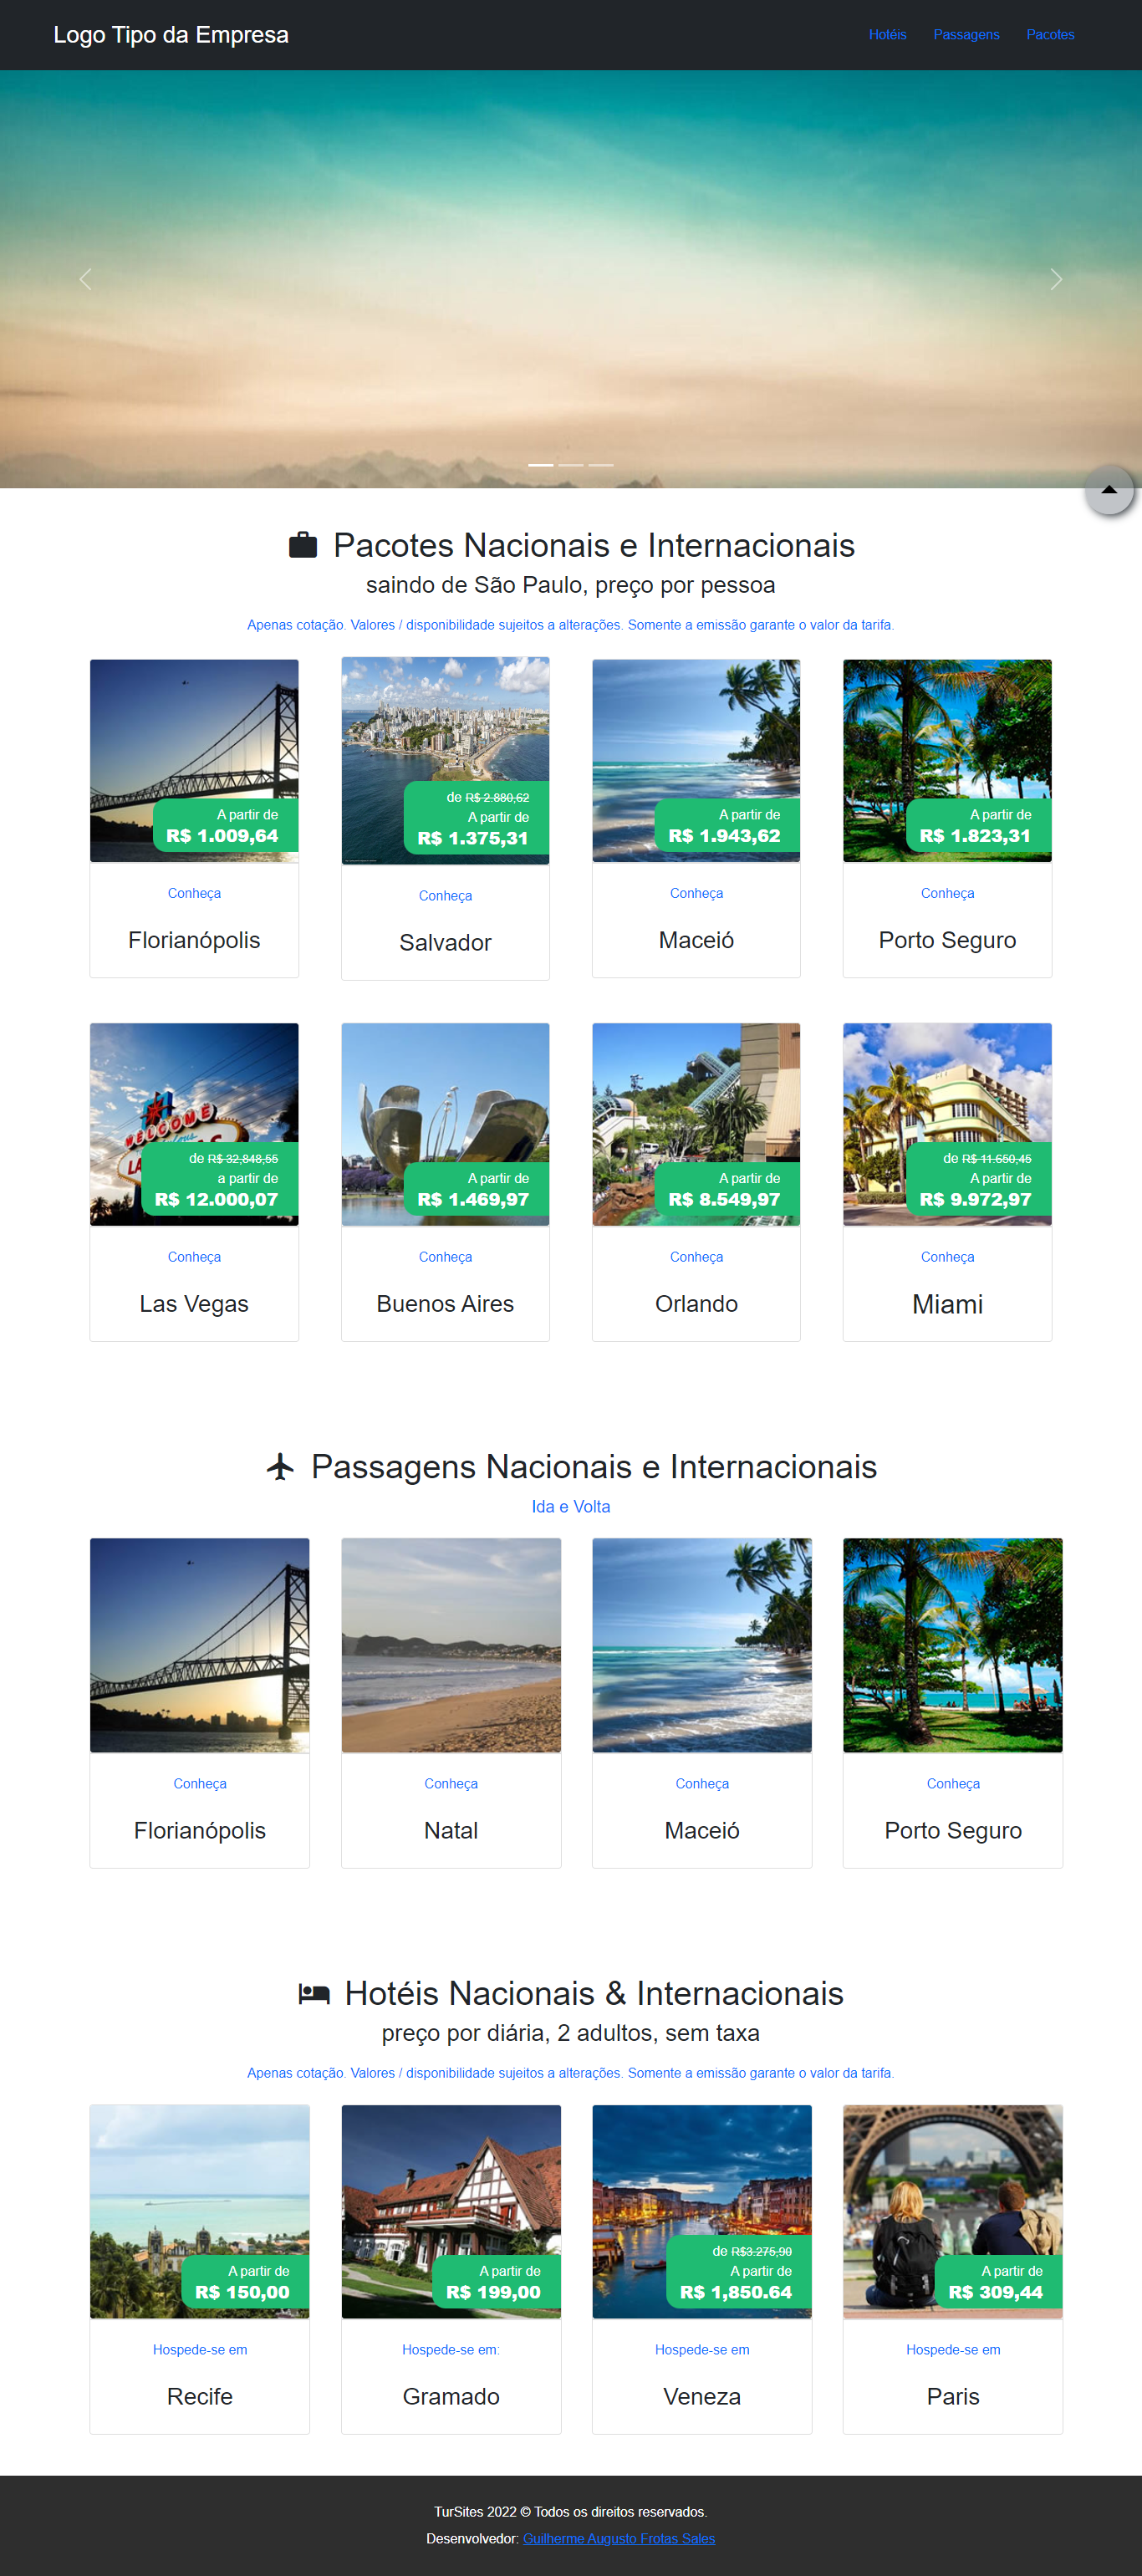 Logo Tipo da Empresa
Hotéis Passagens Pacotes
Pacotes Nacionais e Internacionais
saindo de São Paulo, preço por pessoa
Apenas cotação. Valores / disponibilidade sujeitos a alterações. Somente a emissão garante o valor da tarifa.
A partir de
R$ 1.009,64
Conheça
Florianópolis
de R$ 2.880,62
A partir de
R$ 1.375,31
Conheça
Salvador
A partir de
R$ 1.943,62
Conheça
Maceió
A partir de
R$ 1.823,31
Conheça
Porto Seguro
WELCOME
de R$ 32,848,55
a partir de
R$ 12.000,07
Conheça
Las Vegas
A partir de
R$ 1.469,97
Conheça
Buenos Aires
A partir de
R$ 8.549,97
Conheça
Orlando
de R$ 11.650,45
A partir de
R$ 9.972,97
Conheça
Miami
Passagens Nacionais e Internacionais
Ida e Volta
Conheça
Florianópolis
Conheça
Natal
Conheça
Maceió
Conheça
Porto Seguro
Hotéis Nacionais & Internacionais
preço por diária, 2 adultos, sem taxa
Apenas cotação. Valores / disponibilidade sujeitos a alterações. Somente a emissão garante o valor da tarifa.
A partir de
R$ 150,00
Hospede-se em
Recife
A partir de
R$ 199,00
Hospede-se em:
Gramado
de R$3.275,90
A partir de
R$ 1,850.64
Hospede-se em
Veneza
A partir de
R$ 309,44
Hospede-se em
Paris
TurSites 2022 © Todos os direitos reservados.
Desenvolvedor: Guilherme Augusto Frotas Sales